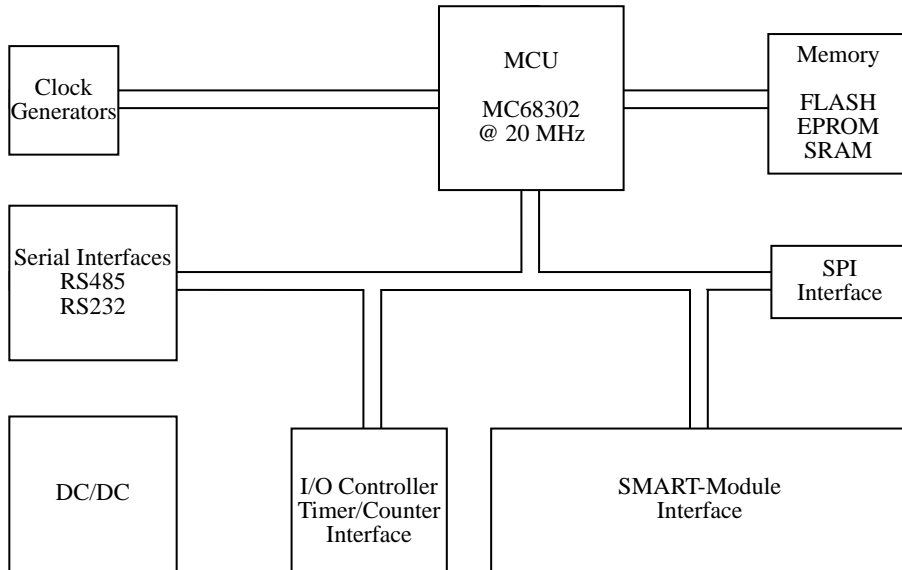 MCU
MC68302
@ 20 MHz
Clock
Generators
Memory
FLASH
EPROM
SRAM
Serial Interfaces
RS485
RS232
SPI
Interface
DC/DC
I/O Controller
Timer/Counter
Interface
SMART-Module
Interface